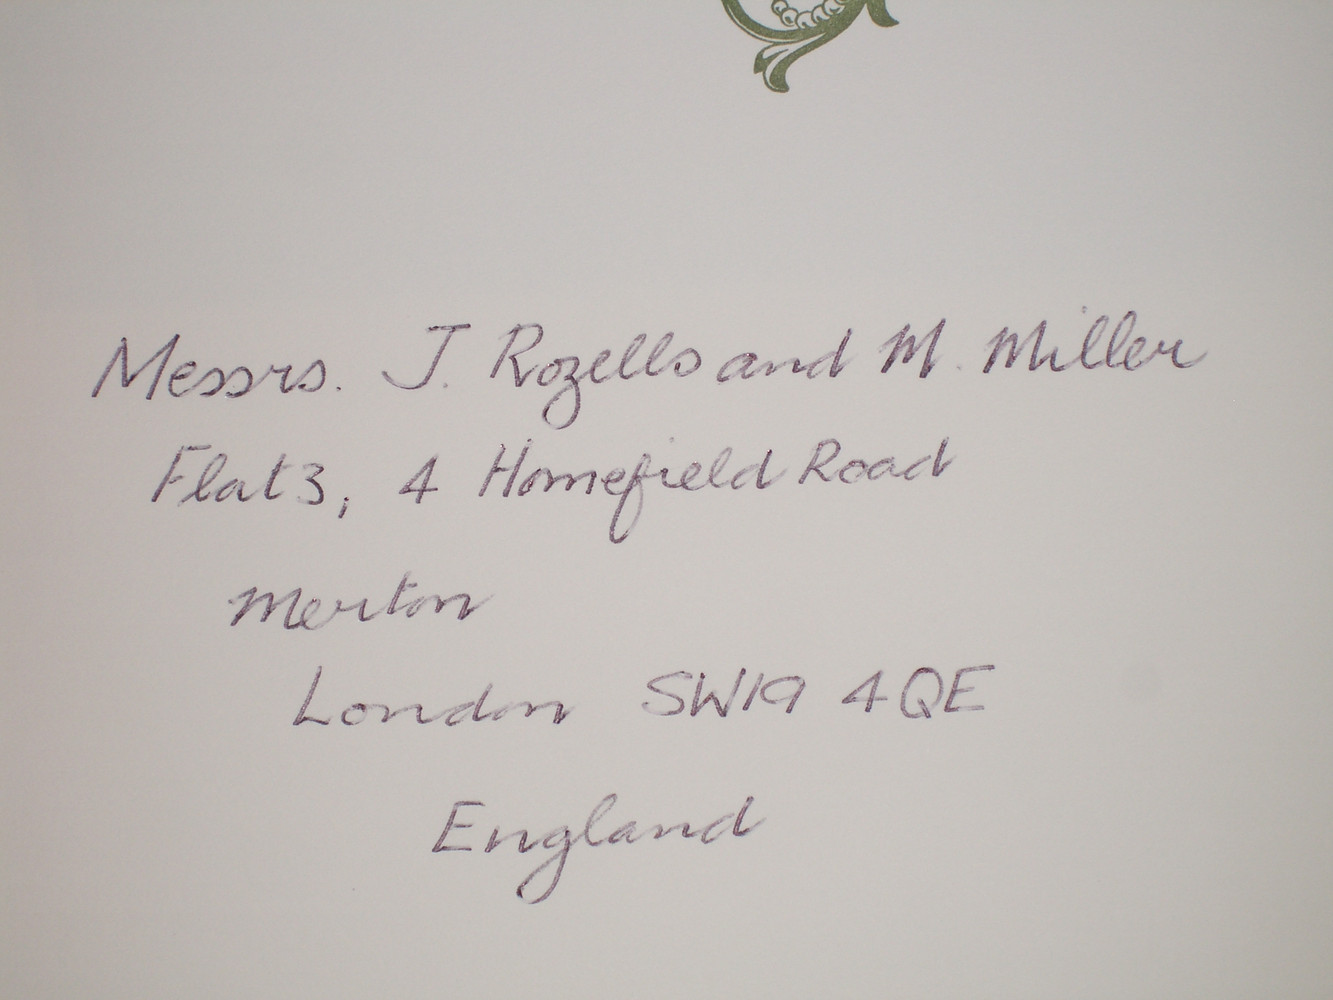 Messrs. J. Rozells and M. Miller
Flat 3, 4 Homefield Road
Merton
London SW19 4QE
England